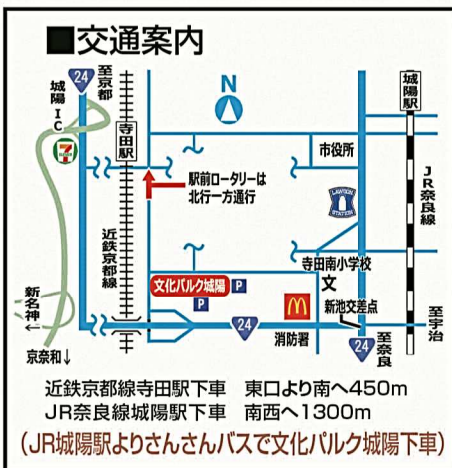 ■交通案内
24
至京都
城陽IC
寺田駅
N
城陽駅
市役所
駅前ロータリーは
北行一方通行
LAWSON
STATION
JR奈良線
近鉄京都線
寺田南小学校
文
文化パルク城陽
P
P
M
新池交差点
新名神←
京奈和↓
24
消防署
24
至奈良
至宇治
近鉄京都線寺田駅下車 東口より南へ450m
JR奈良線城陽駅下車 南西へ1300m
(JR城陽駅よりさんさんバスで文化パルク城陽下車)